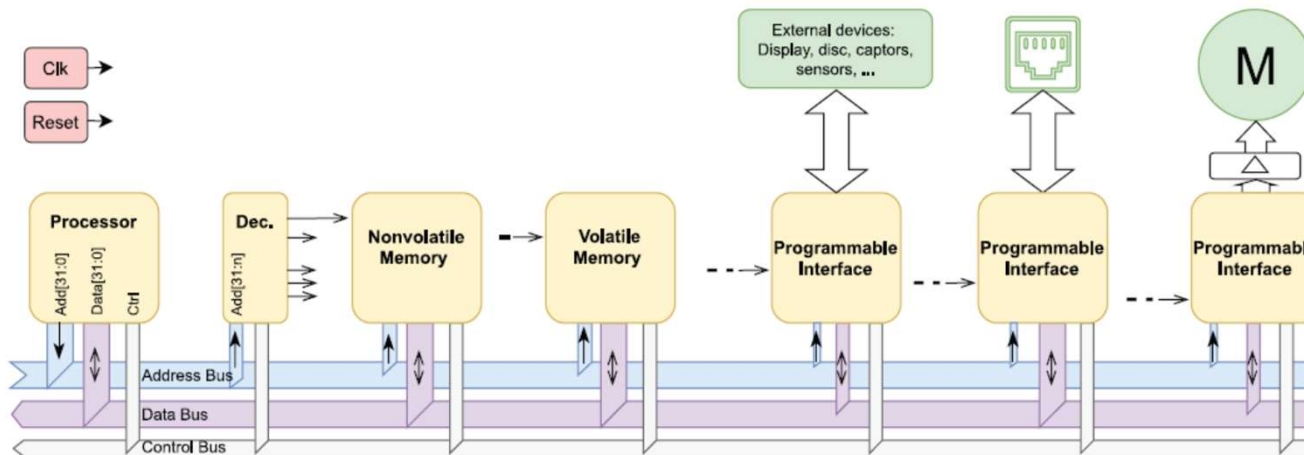 External devices:
Display, disc, captors,
sensors, ...
M
Clk
Reset
Processor
Add[31:0]
Data[31:0]
Ctrl
Dec.
Add[31:n]
Nonvolatile
Memory
Volatile
Memory
Programmable
Interface
Programmable
Interface
Programmable
Interface
Address Bus
Data Bus
Control Bus